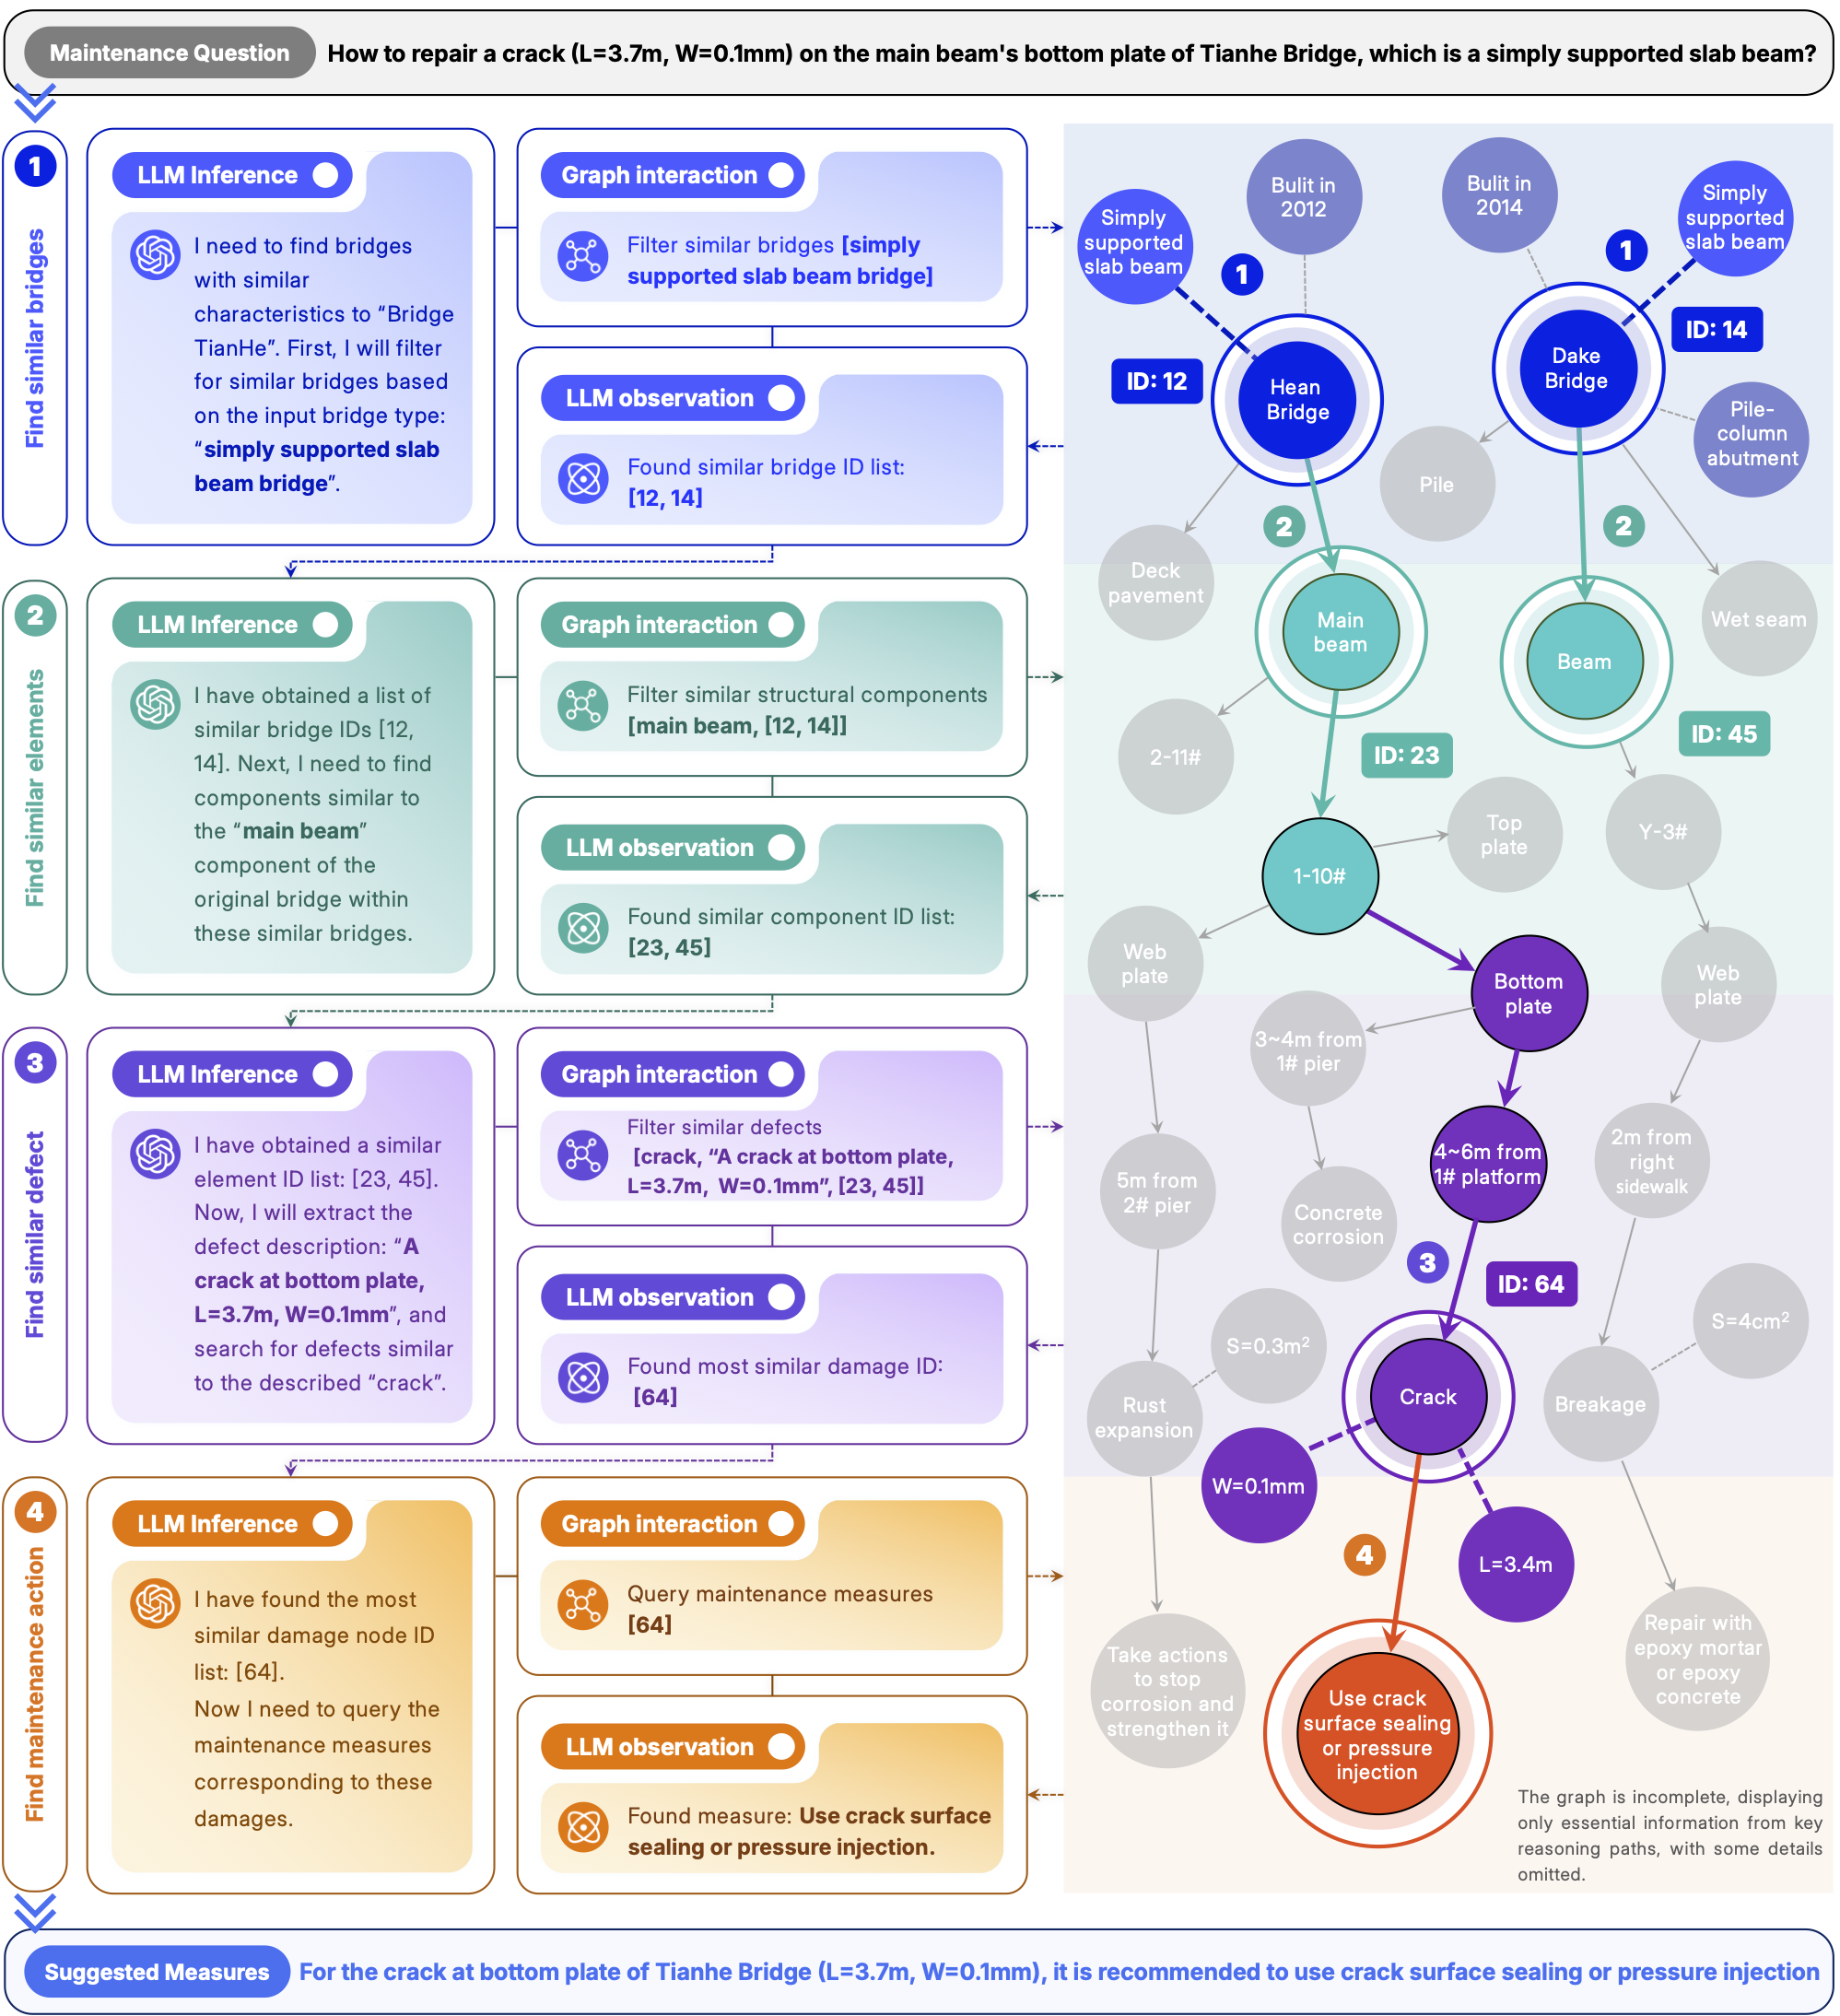 Maintenance Question How to repair a crack (L=3.7m, W=0.1mm) on the main beam's bottom plate of Tianhe Bridge, which is a simply supported slab beam?
1
Find similar bridges
LLM Inference
I need to find bridges
with similar
characteristics to “Bridge
TianHe”. First, I will filter
for similar bridges based
on the input bridge type:
“simply supported slab
beam bridge”.
Graph interaction
Filter similar bridges [simply
supported slab beam bridge]
LLM observation
Found similar bridge ID list:
[12, 14]
2
Find similar elements
LLM Inference
I have obtained a list of
similar bridge IDs [12,
14]. Next, I need to find
components similar to
the “main beam”
component of the
original bridge within
these similar bridges.
Graph interaction
Filter similar structural components
[main beam, [12, 14]]
LLM observation
Found similar component ID list:
[23, 45]
3
Find similar defect
LLM Inference
I have obtained a similar
element ID list: [23, 45].
Now, I will extract the
defect description: “A
crack at bottom plate,
L=3.7m, W=0.1mm”, and
search for defects similar
to the described “crack”.
Graph interaction
Filter similar defects
[crack, “A crack at bottom plate,
L=3.7m, W=0.1mm”, [23, 45]]
LLM observation
Found most similar damage ID:
[64]
4
Find maintenance action
LLM Inference
I have found the most
similar damage node ID
list: [64].
Now I need to query the
maintenance measures
corresponding to these
damages.
Graph interaction
Query maintenance measures
[64]
LLM observation
Found measure: Use crack surface
sealing or pressure injection.
Simply
supported
slab beam
Bulit in
2012
Bulit in
2014
Simply
supported
slab beam
1
1
ID: 12
Hean
Bridge
Dake
Bridge
ID: 14
Pile-
column
abutment
Pile
2
2
Deck
pavement
Main
beam
Beam
Wet seam
2-11#
ID: 23
ID: 45
1-10#
Top
plate
Y-3#
Web
plate
Bottom
plate
Web
plate
3~4m from
1# pier
5m from
2# pier
4~6m from
1# platform
2m from
right
sidewalk
Concrete
corrosion
3
ID: 64
S=0.3m²
S=4cm²
Rust
expansion
Crack
Breakage
W=0.1mm
L=3.4m
4
Take actions
to stop
corrosion and
strengthen it
Use crack
surface sealing
or pressure
injection
Repair with
epoxy mortar
or epoxy
concrete
The graph is incomplete, displaying
only essential information from key
reasoning paths, with some details
omitted.
Suggested Measures For the crack at bottom plate of Tianhe Bridge (L=3.7m, W=0.1mm), it is recommended to use crack surface sealing or pressure injection